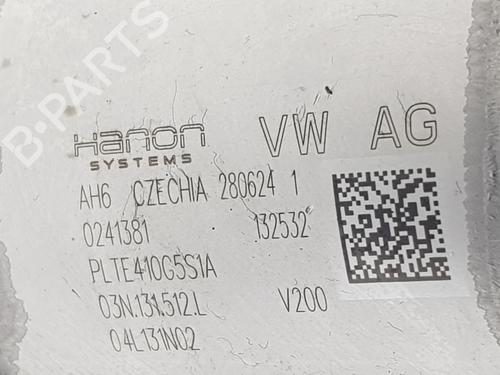 B-PARTS
Hanon VW AG
SYSTEMS
AH6 CZECHIA 280624 1
0241381 132532
PLTE410G5S1A
03N.131.512.L V200
04L131N02